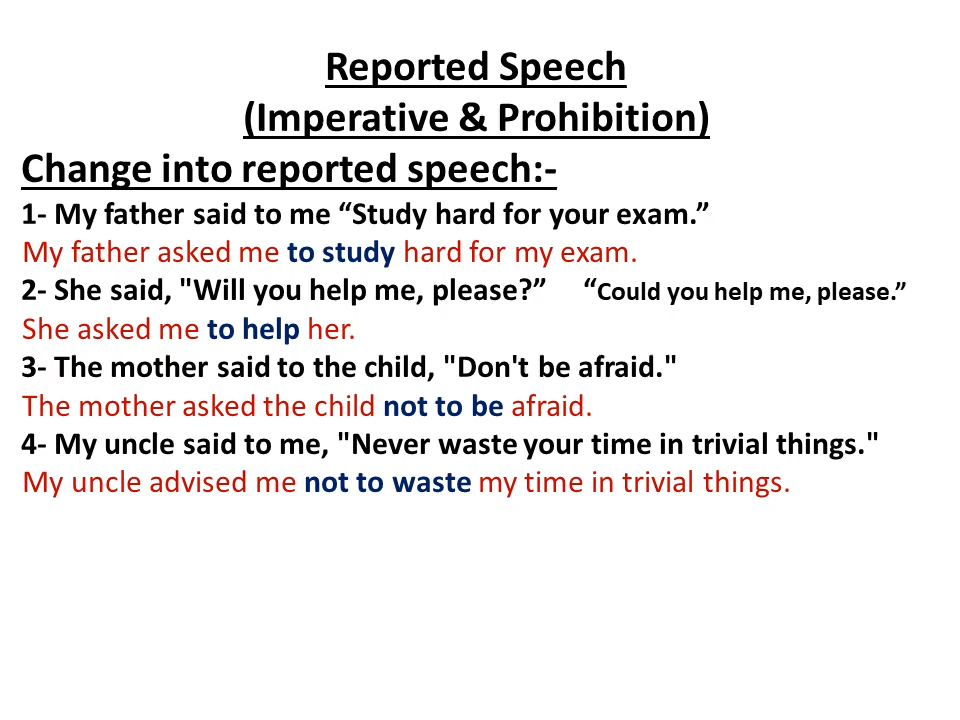 Reported Speech
(Imperative & Prohibition)
Change into reported speech:-
1- My father said to me “Study hard for your exam.”
My father asked me to study hard for my exam.
2- She said, "Will you help me, please?” “Could you help me, please.”
She asked me to help her.
3- The mother said to the child, "Don't be afraid."
The mother asked the child not to be afraid.
4- My uncle said to me, "Never waste your time in trivial things."
My uncle advised me not to waste my time in trivial things.